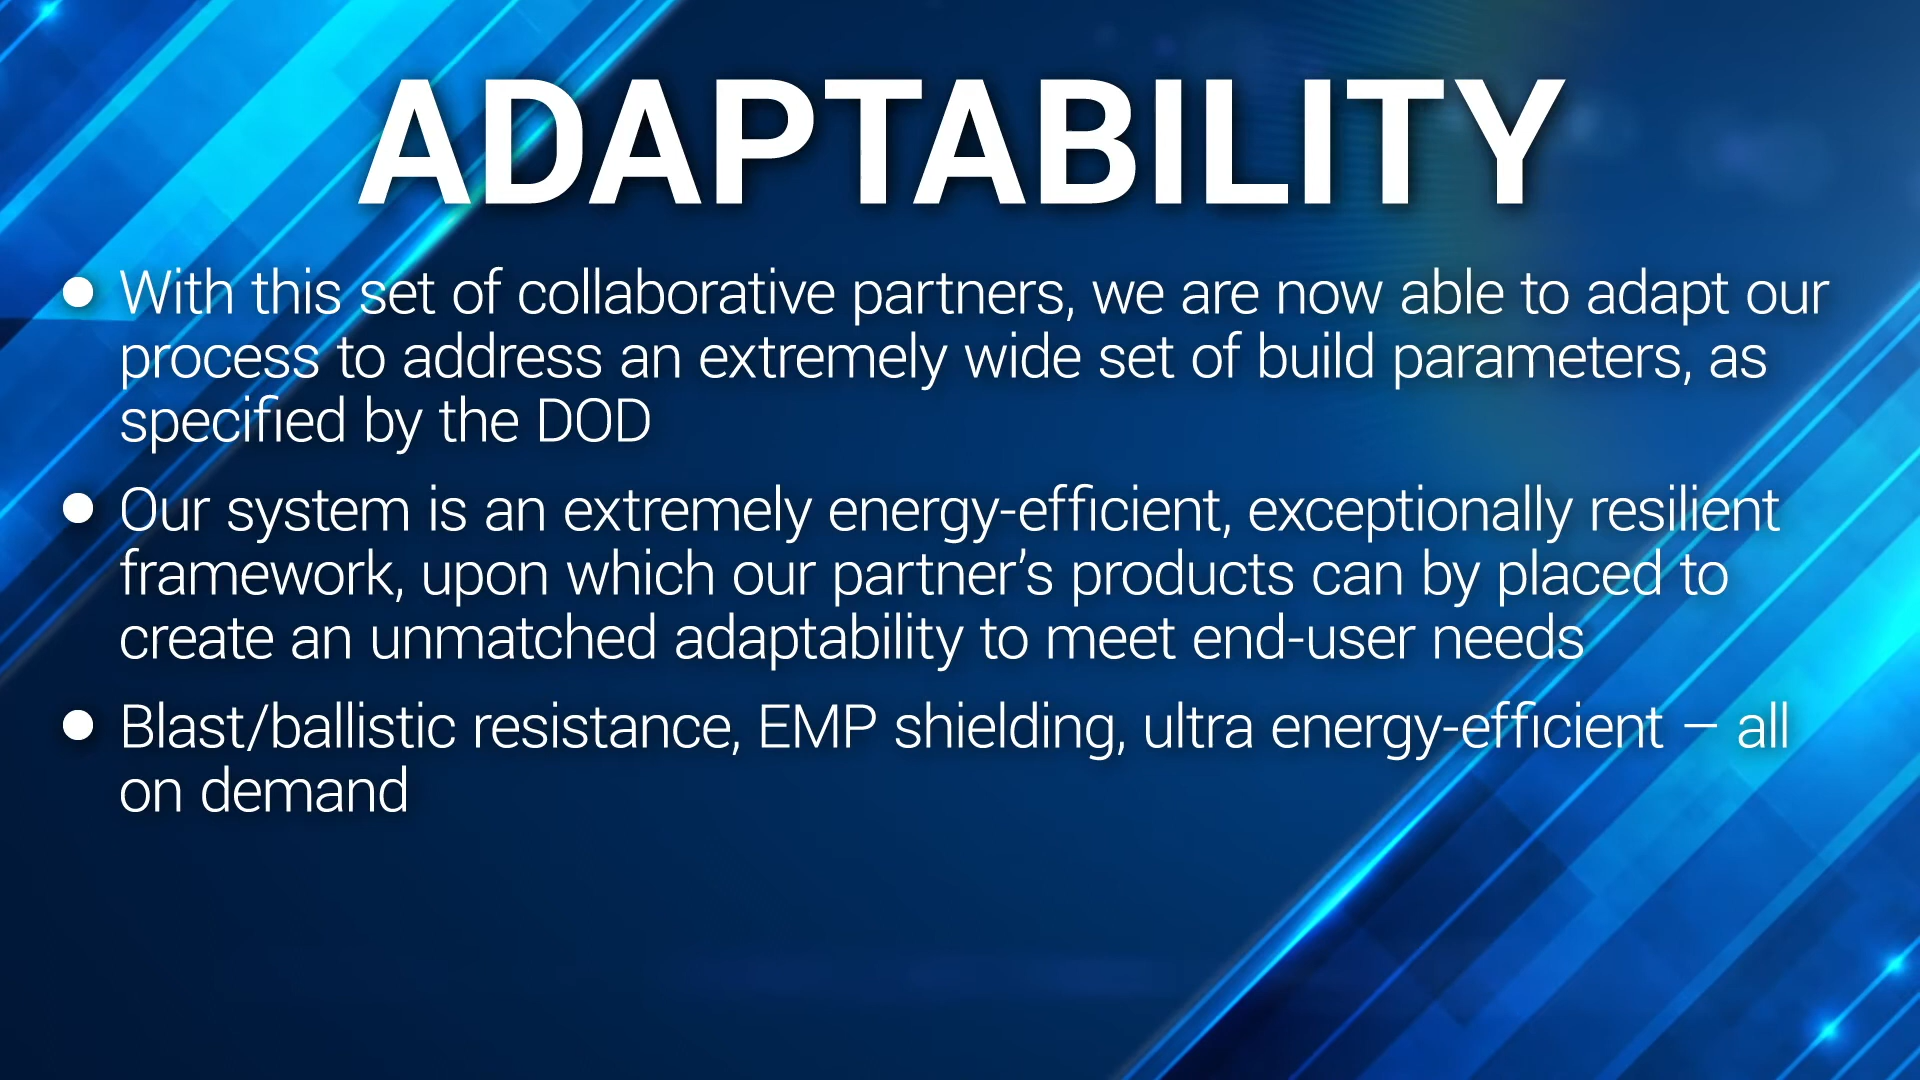 ADAPTABILITY
● With this set of collaborative partners, we are now able to adapt our
process to address an extremely wide set of build parameters, as
specified by the DOD
● Our system is an extremely energy-efficient, exceptionally resilient
framework, upon which our partner’s products can by placed to
create an unmatched adaptability to meet end-user needs
● Blast/ballistic resistance, EMP shielding, ultra energy-efficient – all
on demand